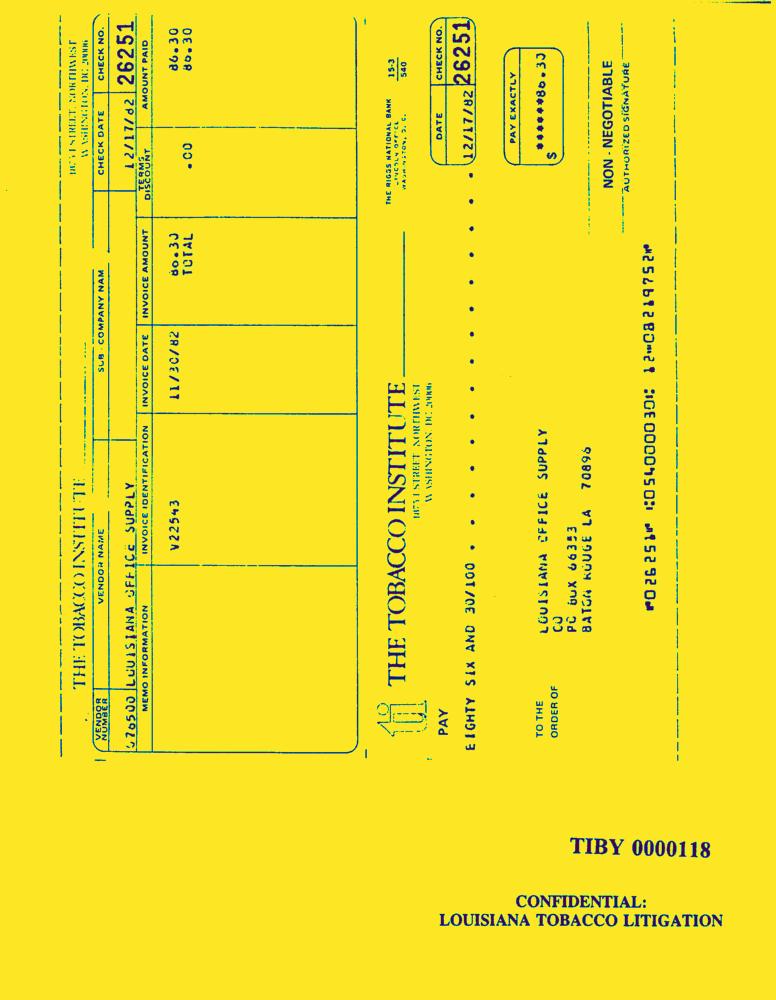 THE TOBACCO INSTITUTE
1875 I STREET, NORTHWEST
WASHINGTON, DC 20006
VENDOR NUMBER VENDOR NAME SUB - COMPANY NAM CHECK DATE CHECK NO.
LOUISIANA OFFICE SUPPLY 12/17/82 26251
MEMO INFORMATION INVOICE IDENTIFICATION INVOICE DATE INVOICE AMOUNT TERMS DISCOUNT AMOUNT PAID
V22543 11/30/82 86.30 .00 86.30
TOTAL 86.30
ti
THE TOBACCO INSTITUTE
1875 I STREET, NORTHWEST
WASHINGTON, DC 20006
THE RIGGS NATIONAL BANK
LINCOLN OFFICE
WASHINGTON, D. C.
15-3
540
PAY
DATE CHECK NO.
EIGHTY SIX AND 30/100 . . . . . . . . . . . . . . 12/17/82 26251
PAY EXACTLY
$ ******86.30
TO THE
ORDER OF
LOUISIANA OFFICE SUPPLY
CO
PO BOX 66353
BATON ROUGE LA 70896
NON - NEGOTIABLE
AUTHORIZED SIGNATURE
⑈026251⑈ ⑆054000030⑆ 12⑈08219752⑈
TIBY 0000118
CONFIDENTIAL:
LOUISIANA TOBACCO LITIGATION